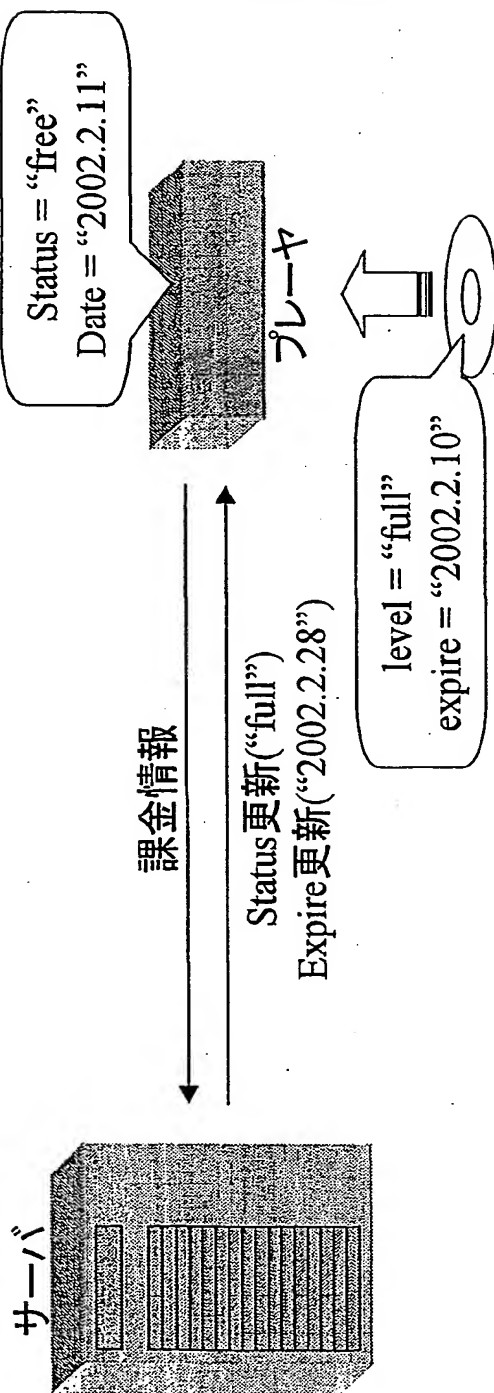 サーバ
課金情報
Status更新(“full”)
Expire更新(“2002.2.28”)
Status = “free”
Date = “2002.2.11”
プレーヤ
level = “full”
expire = “2002.2.10”